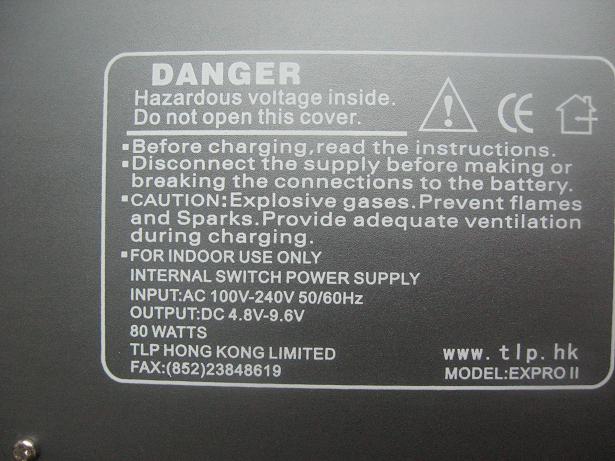 DANGER
Hazardous voltage inside.
Do not open this cover.
CE
▪Before charging,read the instructions.
▪Disconnect the supply before making or
breaking the connections to the battery.
▪CAUTION:Explosive gases.Prevent flames
and Sparks.Provide adequate ventilation
during charging.
▪FOR INDOOR USE ONLY
INTERNAL SWITCH POWER SUPPLY
INPUT:AC 100V-240V 50/60Hz
OUTPUT:DC 4.8V-9.6V
80 WATTS
TLP HONG KONG LIMITED
FAX:(852)23848619
www.tlp.hk
MODEL:EXPRO II